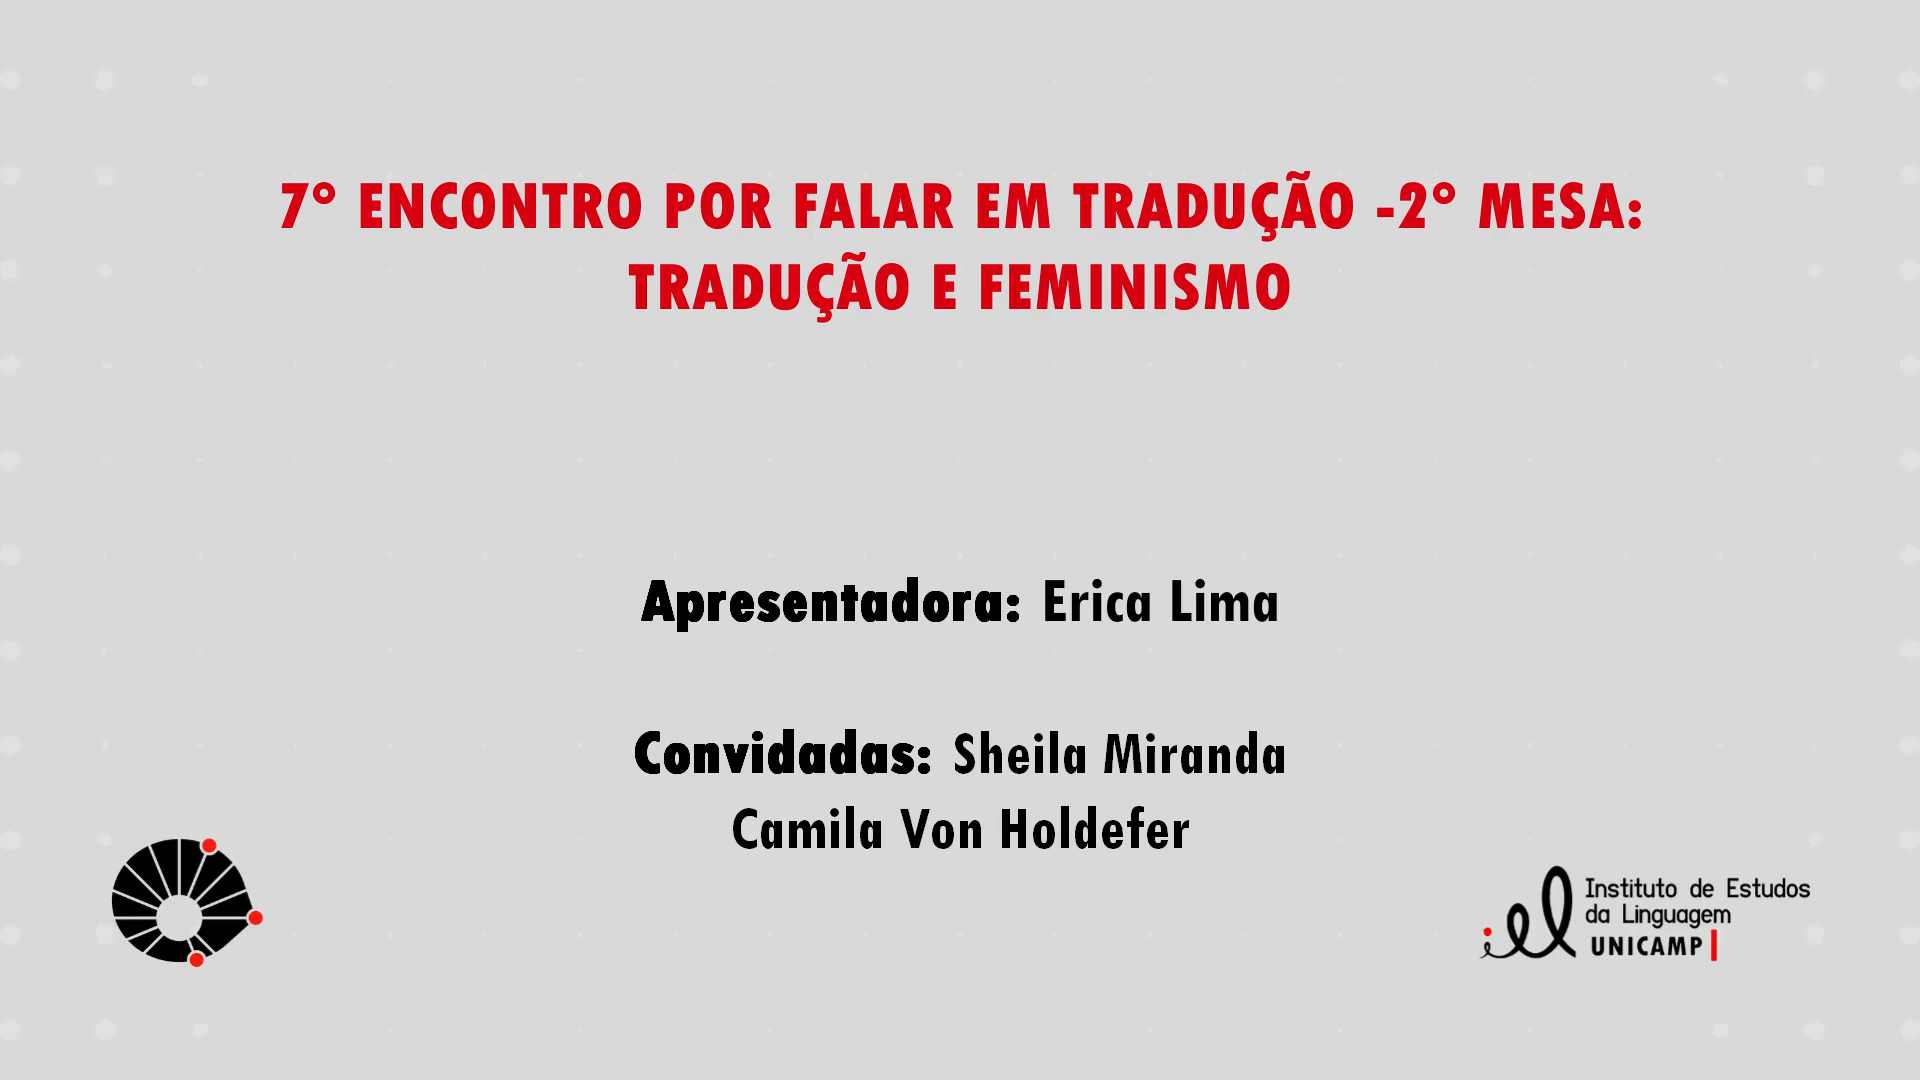 7° ENCONTRO POR FALAR EM TRADUÇÃO -2° MESA:
TRADUÇÃO E FEMINISMO
Apresentadora: Erica Lima
Convidadas: Sheila Miranda
Camila Von Holdefer
iel
Instituto de Estudos
da Linguagem
UNICAMP